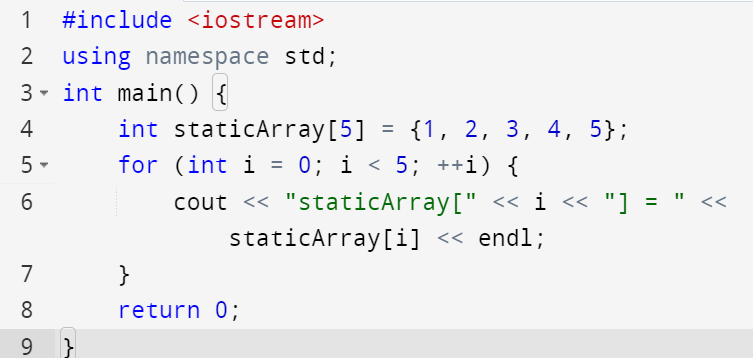 1 #include <iostream>
2 using namespace std;
3 int main() {
4     int staticArray[5] = {1, 2, 3, 4, 5};
5     for (int i = 0; i < 5; ++i) {
6         cout << "staticArray[" << i << "] = " <<
            staticArray[i] << endl;
7     }
8     return 0;
9 }